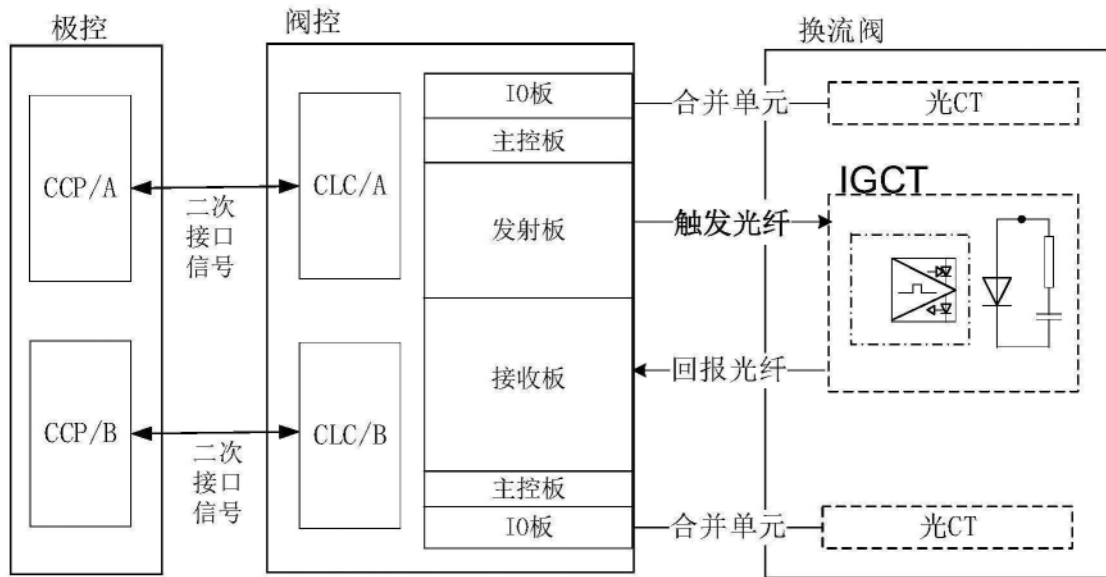 极控
阀控
换流阀
CCP/A
二次
接口
信号
CLC/A
IO板
主控板
发射板
接收板
主控板
IO板
合并单元
光CT
IGCT
触发光纤
回报光纤
CCP/B
二次
接口
信号
CLC/B
合并单元
光CT